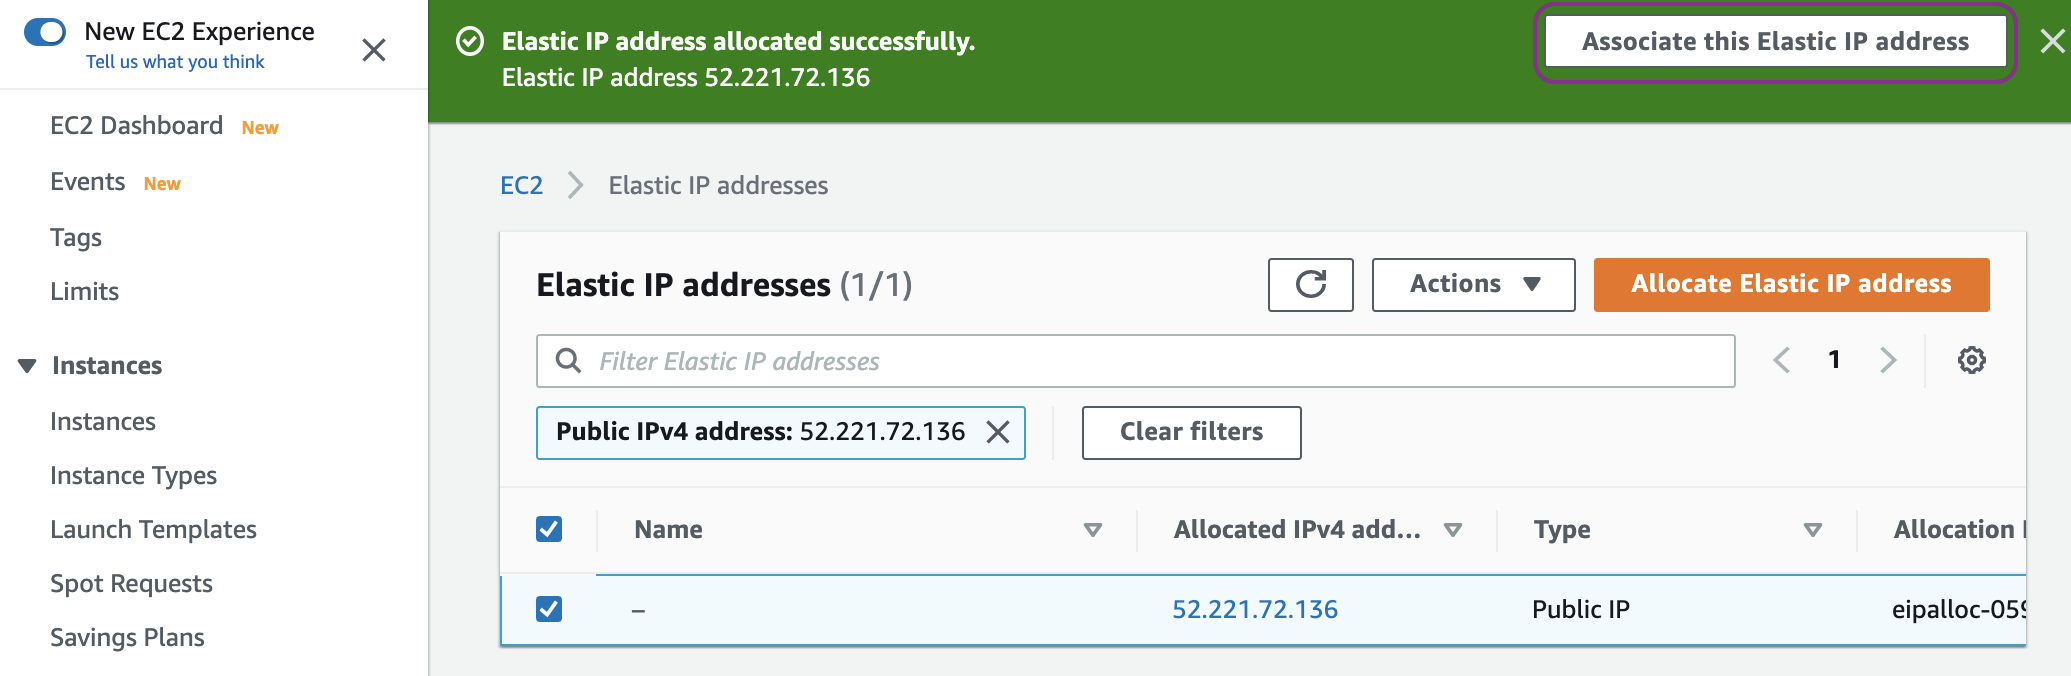 New EC2 Experience
Tell us what you think
EC2 Dashboard New
Events New
Tags
Limits
Instances
Instances
Instance Types
Launch Templates
Spot Requests
Savings Plans
Elastic IP address allocated successfully.
Elastic IP address 52.221.72.136
Associate this Elastic IP address
EC2 Elastic IP addresses
Elastic IP addresses (1/1)
Actions
Allocate Elastic IP address
Filter Elastic IP addresses
1
Public IPv4 address: 52.221.72.136
Clear filters
Name Allocated IPv4 add... Type Allocation
– 52.221.72.136 Public IP eipalloc-059